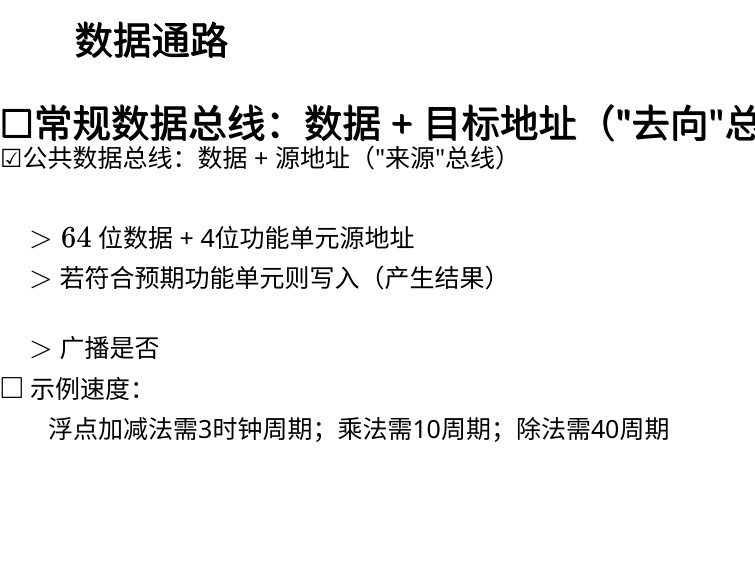 数据通路
☐常规数据总线：数据 + 目标地址（"去向"总
☑公共数据总线：数据 + 源地址（"来源"总线）
> 64 位数据 + 4位功能单元源地址
> 若符合预期功能单元则写入（产生结果）
> 广播是否
☐ 示例速度：
浮点加减法需3时钟周期；乘法需10周期；除法需40周期